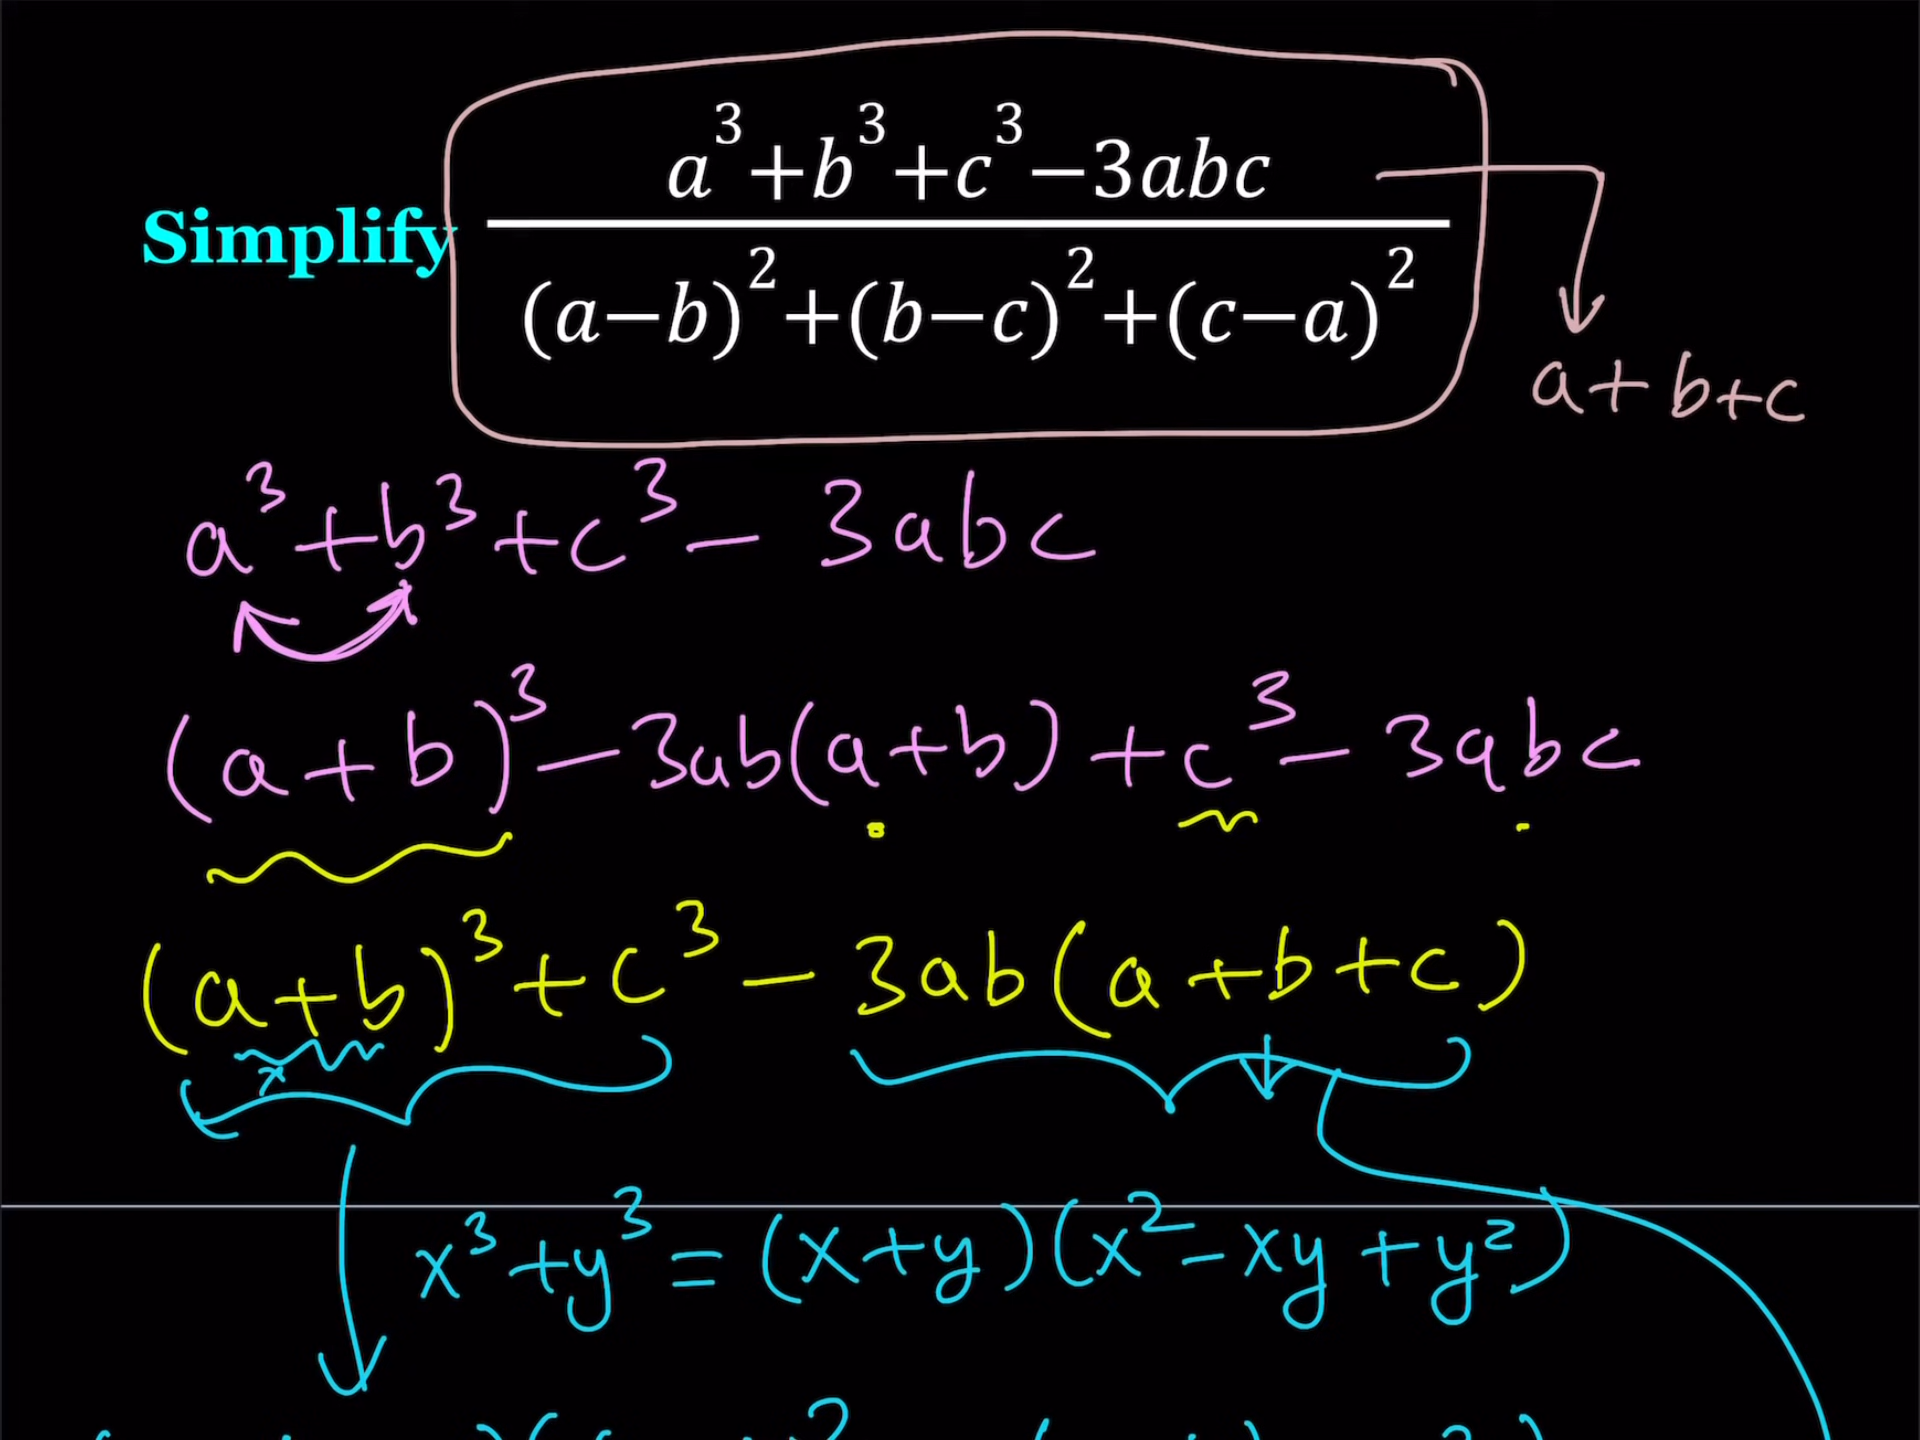 a³+b³+c³−3abc
Simplify
(a−b)²+(b−c)²+(c−a)²
a+b+c
a³+b³+c³− 3abc
(a+b)³−3ab(a+b)+c³−3abc
(a+b)³+c³−3ab(a+b+c)
x
x³+y³=(x+y)(x²−xy+y²)